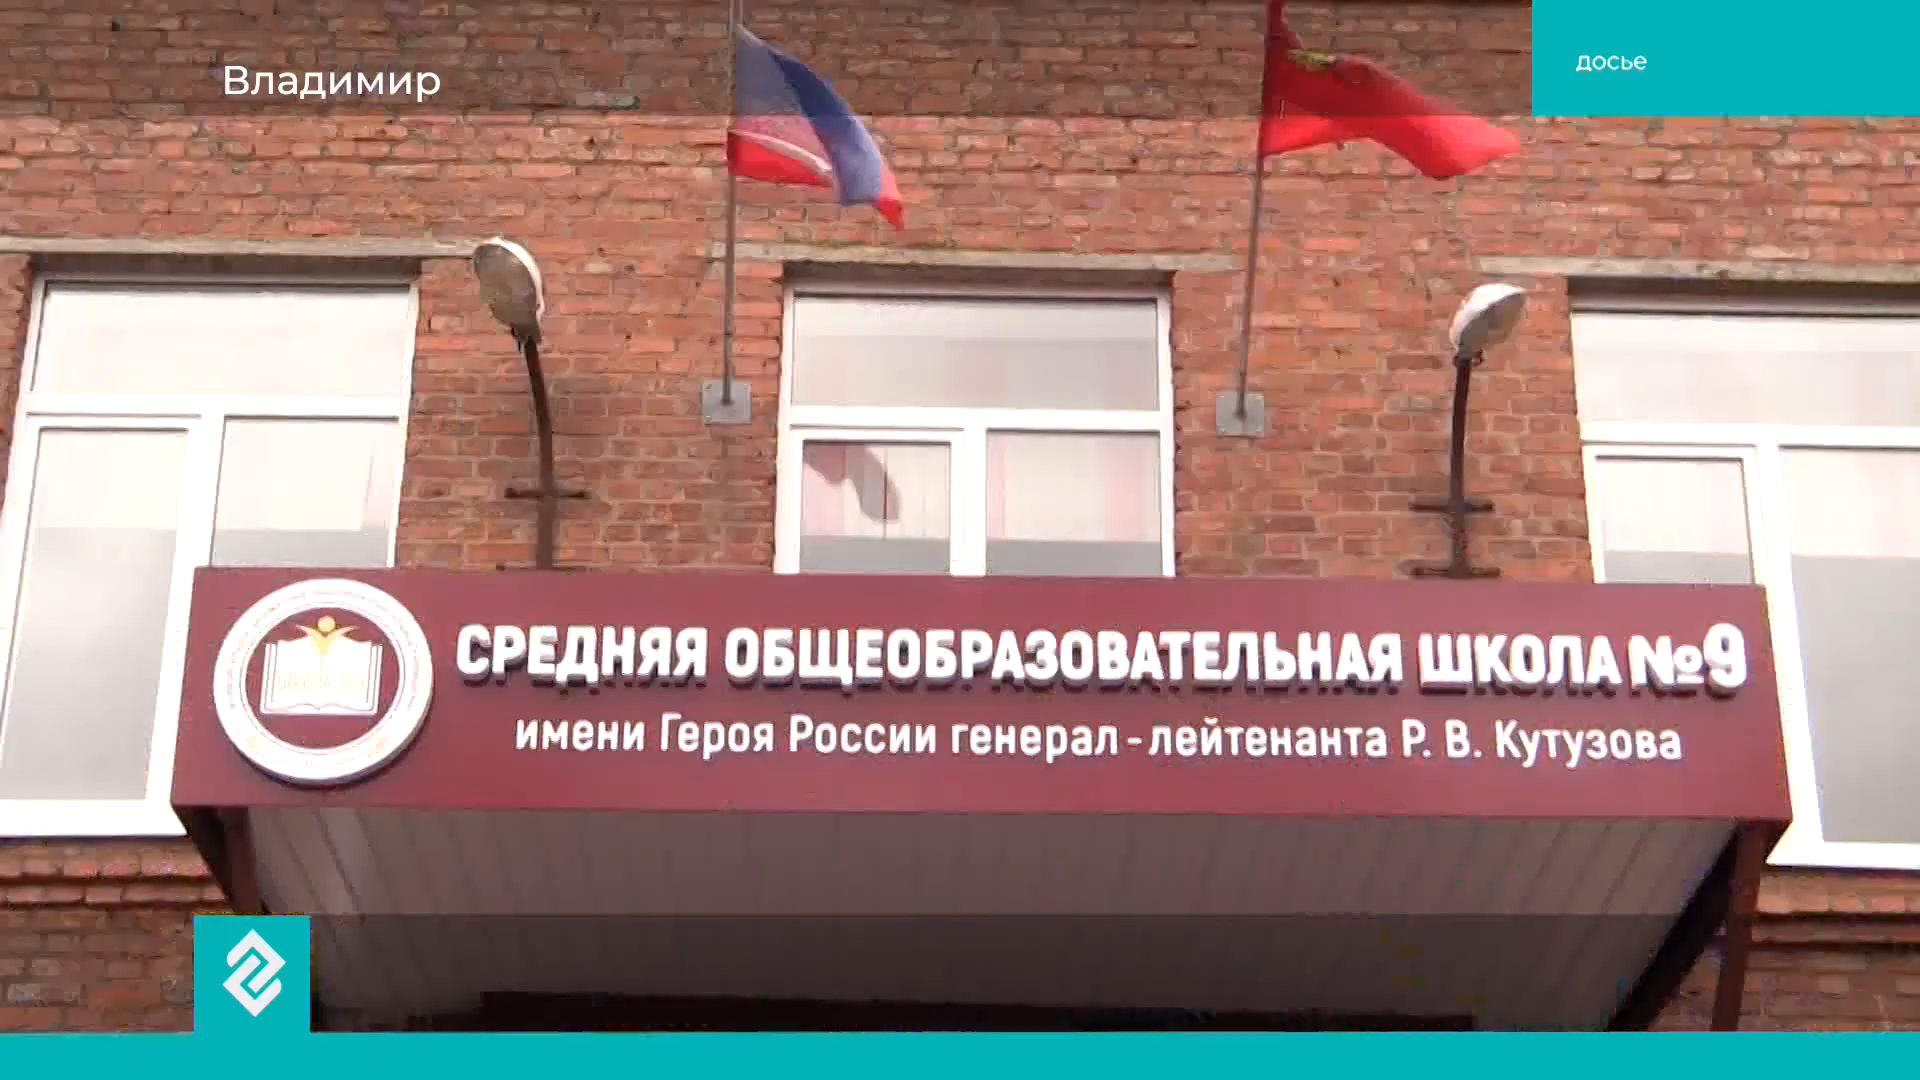 Владимир
досье
СРЕДНЯЯ ОБЩЕОБРАЗОВАТЕЛЬНАЯ ШКОЛА №9
имени Героя России генерал-лейтенанта Р. В. Кутузова